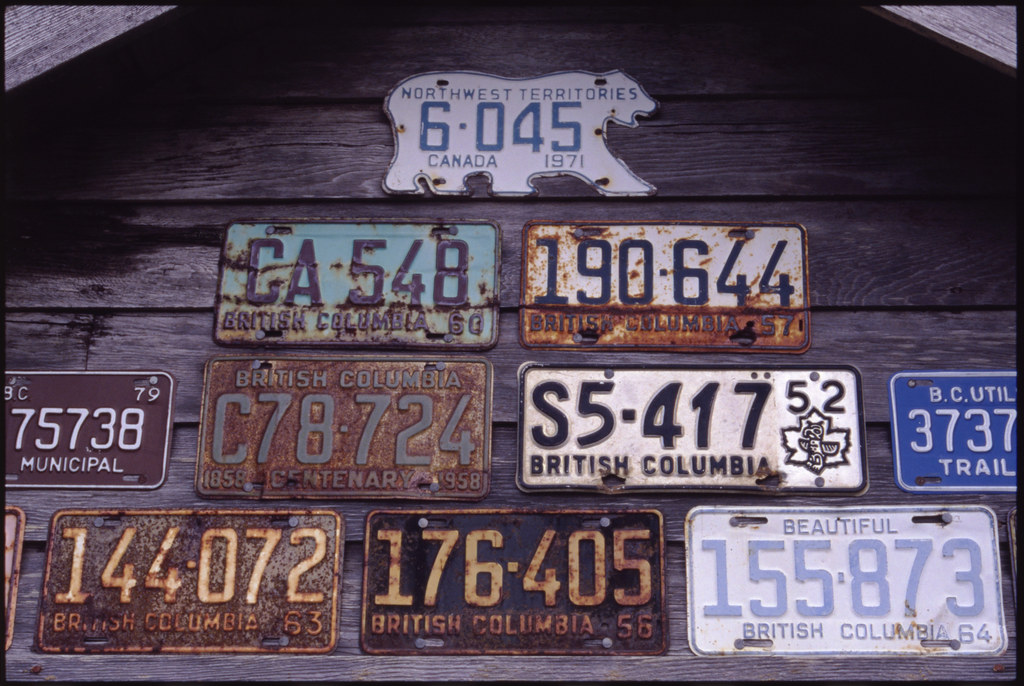 NORTHWEST TERRITORIES
6·045
CANADA 1971
CA 548
BRITISH COLUMBIA 60
190·644
BRITISH COLUMBIA 57
B.C. 79
75738
MUNICIPAL
BRITISH COLUMBIA
C78·724
1858 CENTENARY 1958
S5-417 52
BRITISH COLUMBIA
B.C. UTIL
3737
TRAIL
144·072
BRITISH COLUMBIA 63
176·405
BRITISH COLUMBIA 56
BEAUTIFUL
155·873
BRITISH COLUMBIA 64